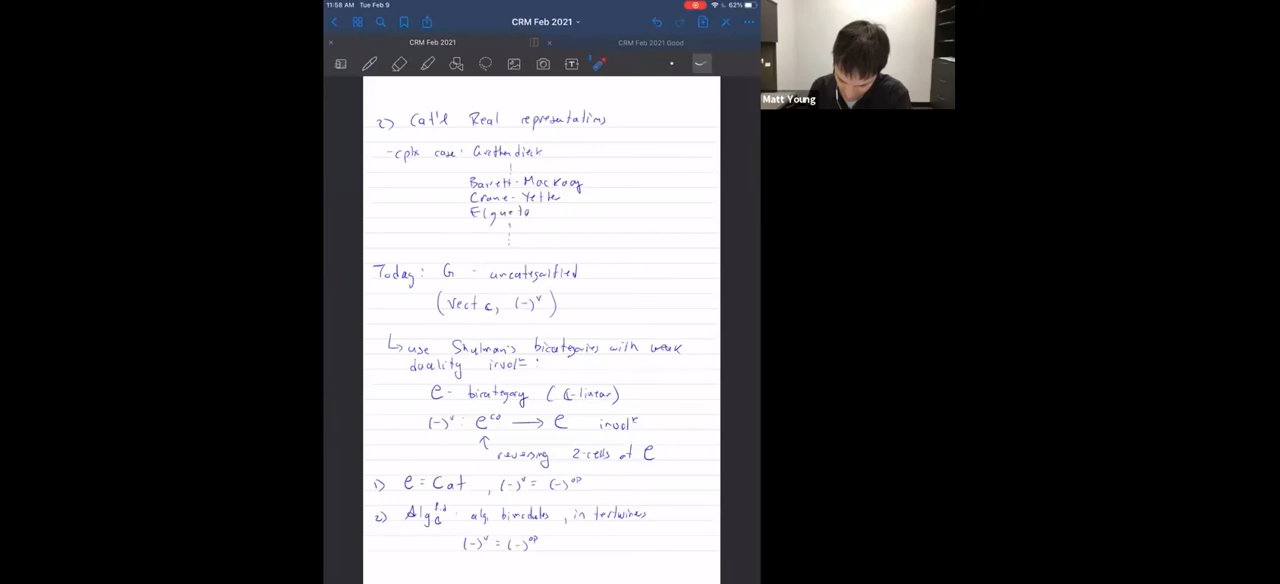 11:58 AM Tue Feb 9
62%
CRM Feb 2021
CRM Feb 2021
CRM Feb 2021 Good
Matt Young
2) Cat'l Real representations
- cplx case: Grothendieck
Barrett-Mackaay
Crane-Yetter
Elgueta
Today: G - uncategorified
(Vect ℂ, (-)^∨)
↳ use Shulman's bicategories with weak
duality invol^n:
C - bicategory (ℂ-linear)
(-)^∨ : C^co → C invol^n
↑
reversing 2-cells of C
1) C = Cat, (-)^∨ = (-)^op
2) Alg_ℂ^f.d. alg, bimodules, intertwiners
(-)^∨ = (-)^op